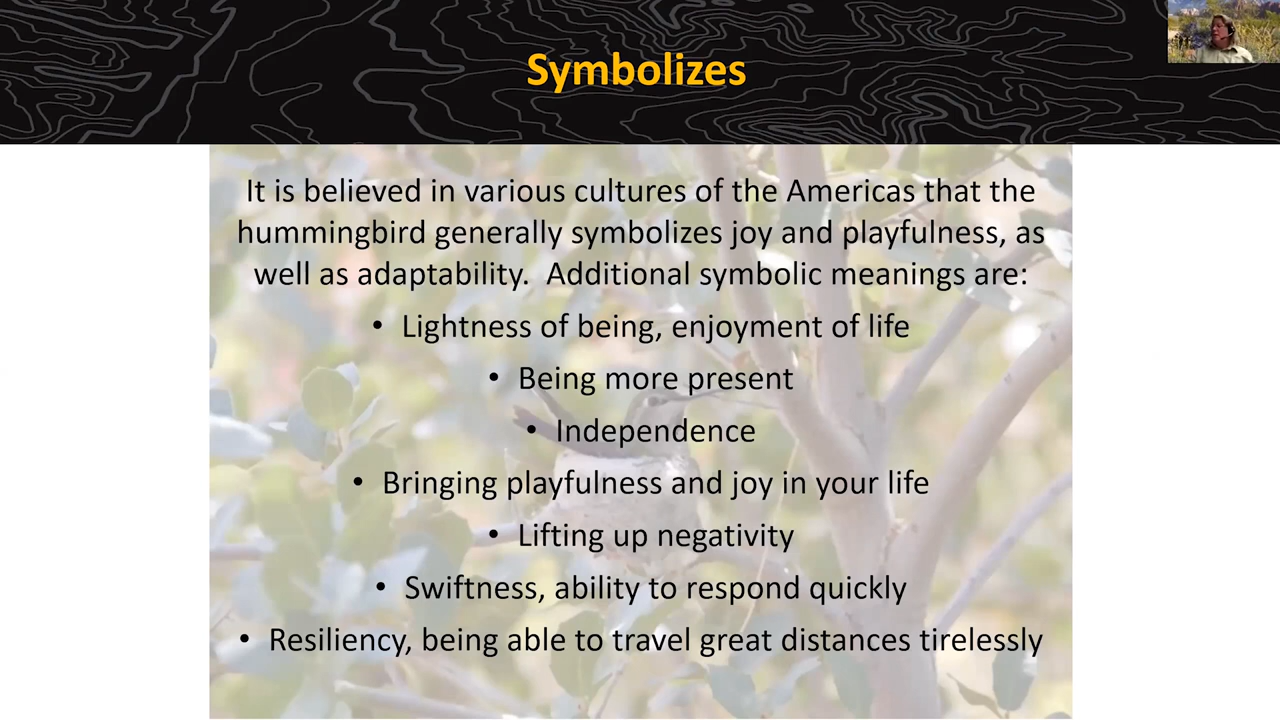 Symbolizes
It is believed in various cultures of the Americas that the
hummingbird generally symbolizes joy and playfulness, as
well as adaptability.  Additional symbolic meanings are:
• Lightness of being, enjoyment of life
• Being more present
• Independence
• Bringing playfulness and joy in your life
• Lifting up negativity
• Swiftness, ability to respond quickly
• Resiliency, being able to travel great distances tirelessly